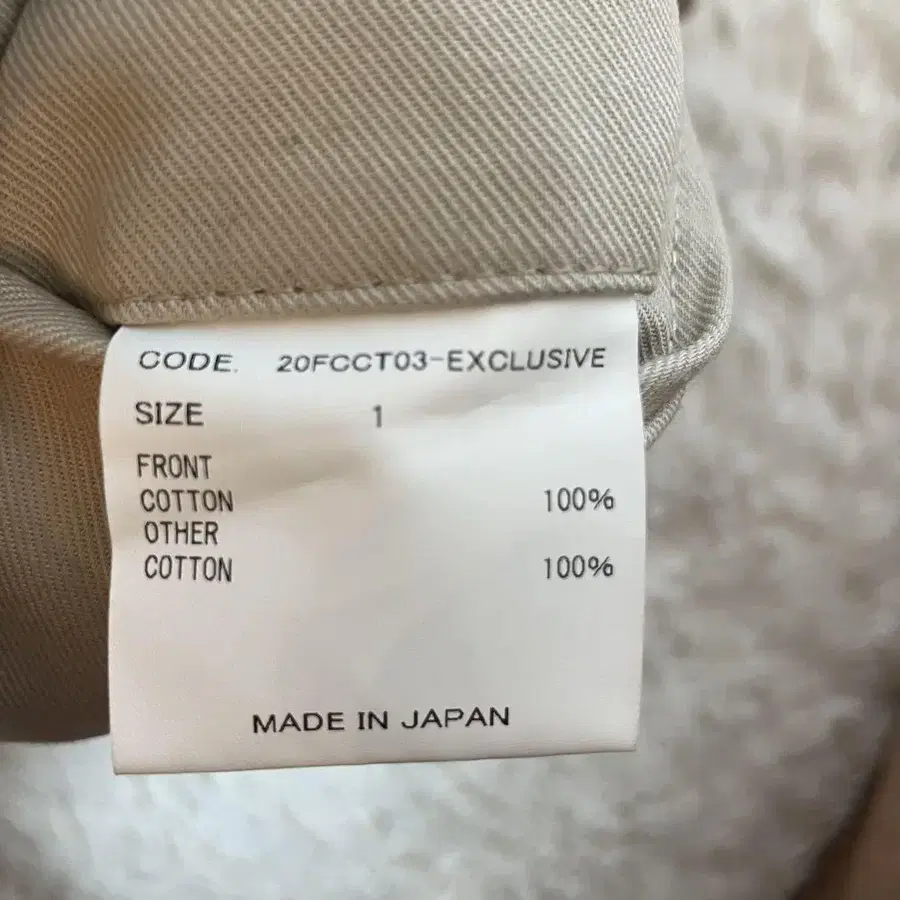 CODE. 20FCCT03-EXCLUSIVE
SIZE 1
FRONT
COTTON 100%
OTHER
COTTON 100%
MADE IN JAPAN